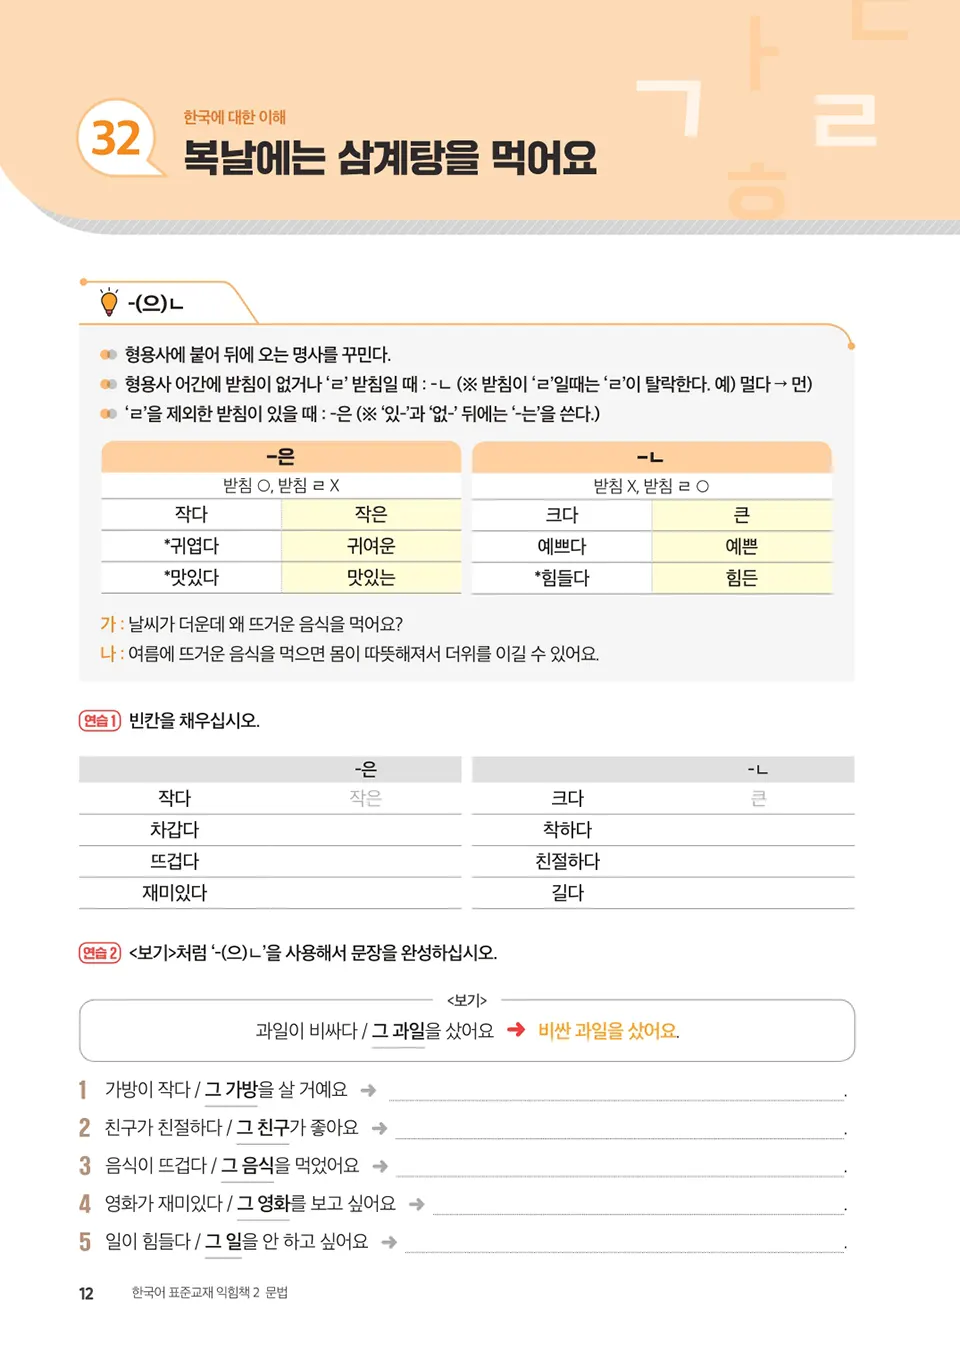 32
한국에 대한 이해
복날에는 삼계탕을 먹어요
ㄱ ㅏ ㄷ ㄹ ㅎ
-(으)ㄴ
형용사에 붙어 뒤에 오는 명사를 꾸민다.
형용사 어간에 받침이 없거나 ‘ㄹ’ 받침일 때 : -ㄴ (※ 받침이 ‘ㄹ’일때는 ‘ㄹ’이 탈락한다. 예) 멀다 → 먼)
‘ㄹ’을 제외한 받침이 있을 때 : -은 (※ ‘있-’과 ‘없-’ 뒤에는 ‘-는’을 쓴다.)
-은
받침 ○, 받침 ㄹ X
작다 작은
*귀엽다 귀여운
*맛있다 맛있는
-ㄴ
받침 X, 받침 ㄹ ○
크다 큰
예쁘다 예쁜
*힘들다 힘든
가 : 날씨가 더운데 왜 뜨거운 음식을 먹어요?
나 : 여름에 뜨거운 음식을 먹으면 몸이 따뜻해져서 더위를 이길 수 있어요.
연습 1 빈칸을 채우십시오.
-은
작다 작은
차갑다
뜨겁다
재미있다
-ㄴ
크다 큰
착하다
친절하다
길다
연습 2 <보기>처럼 ‘-(으)ㄴ’을 사용해서 문장을 완성하십시오.
<보기>
과일이 비싸다 / 그 과일을 샀어요 ➜ 비싼 과일을 샀어요.
1 가방이 작다 / 그 가방을 살 거예요 ➜ .
2 친구가 친절하다 / 그 친구가 좋아요 ➜ .
3 음식이 뜨겁다 / 그 음식을 먹었어요 ➜ .
4 영화가 재미있다 / 그 영화를 보고 싶어요 ➜ .
5 일이 힘들다 / 그 일을 안 하고 싶어요 ➜ .
12 한국어 표준교재 익힘책 2 문법